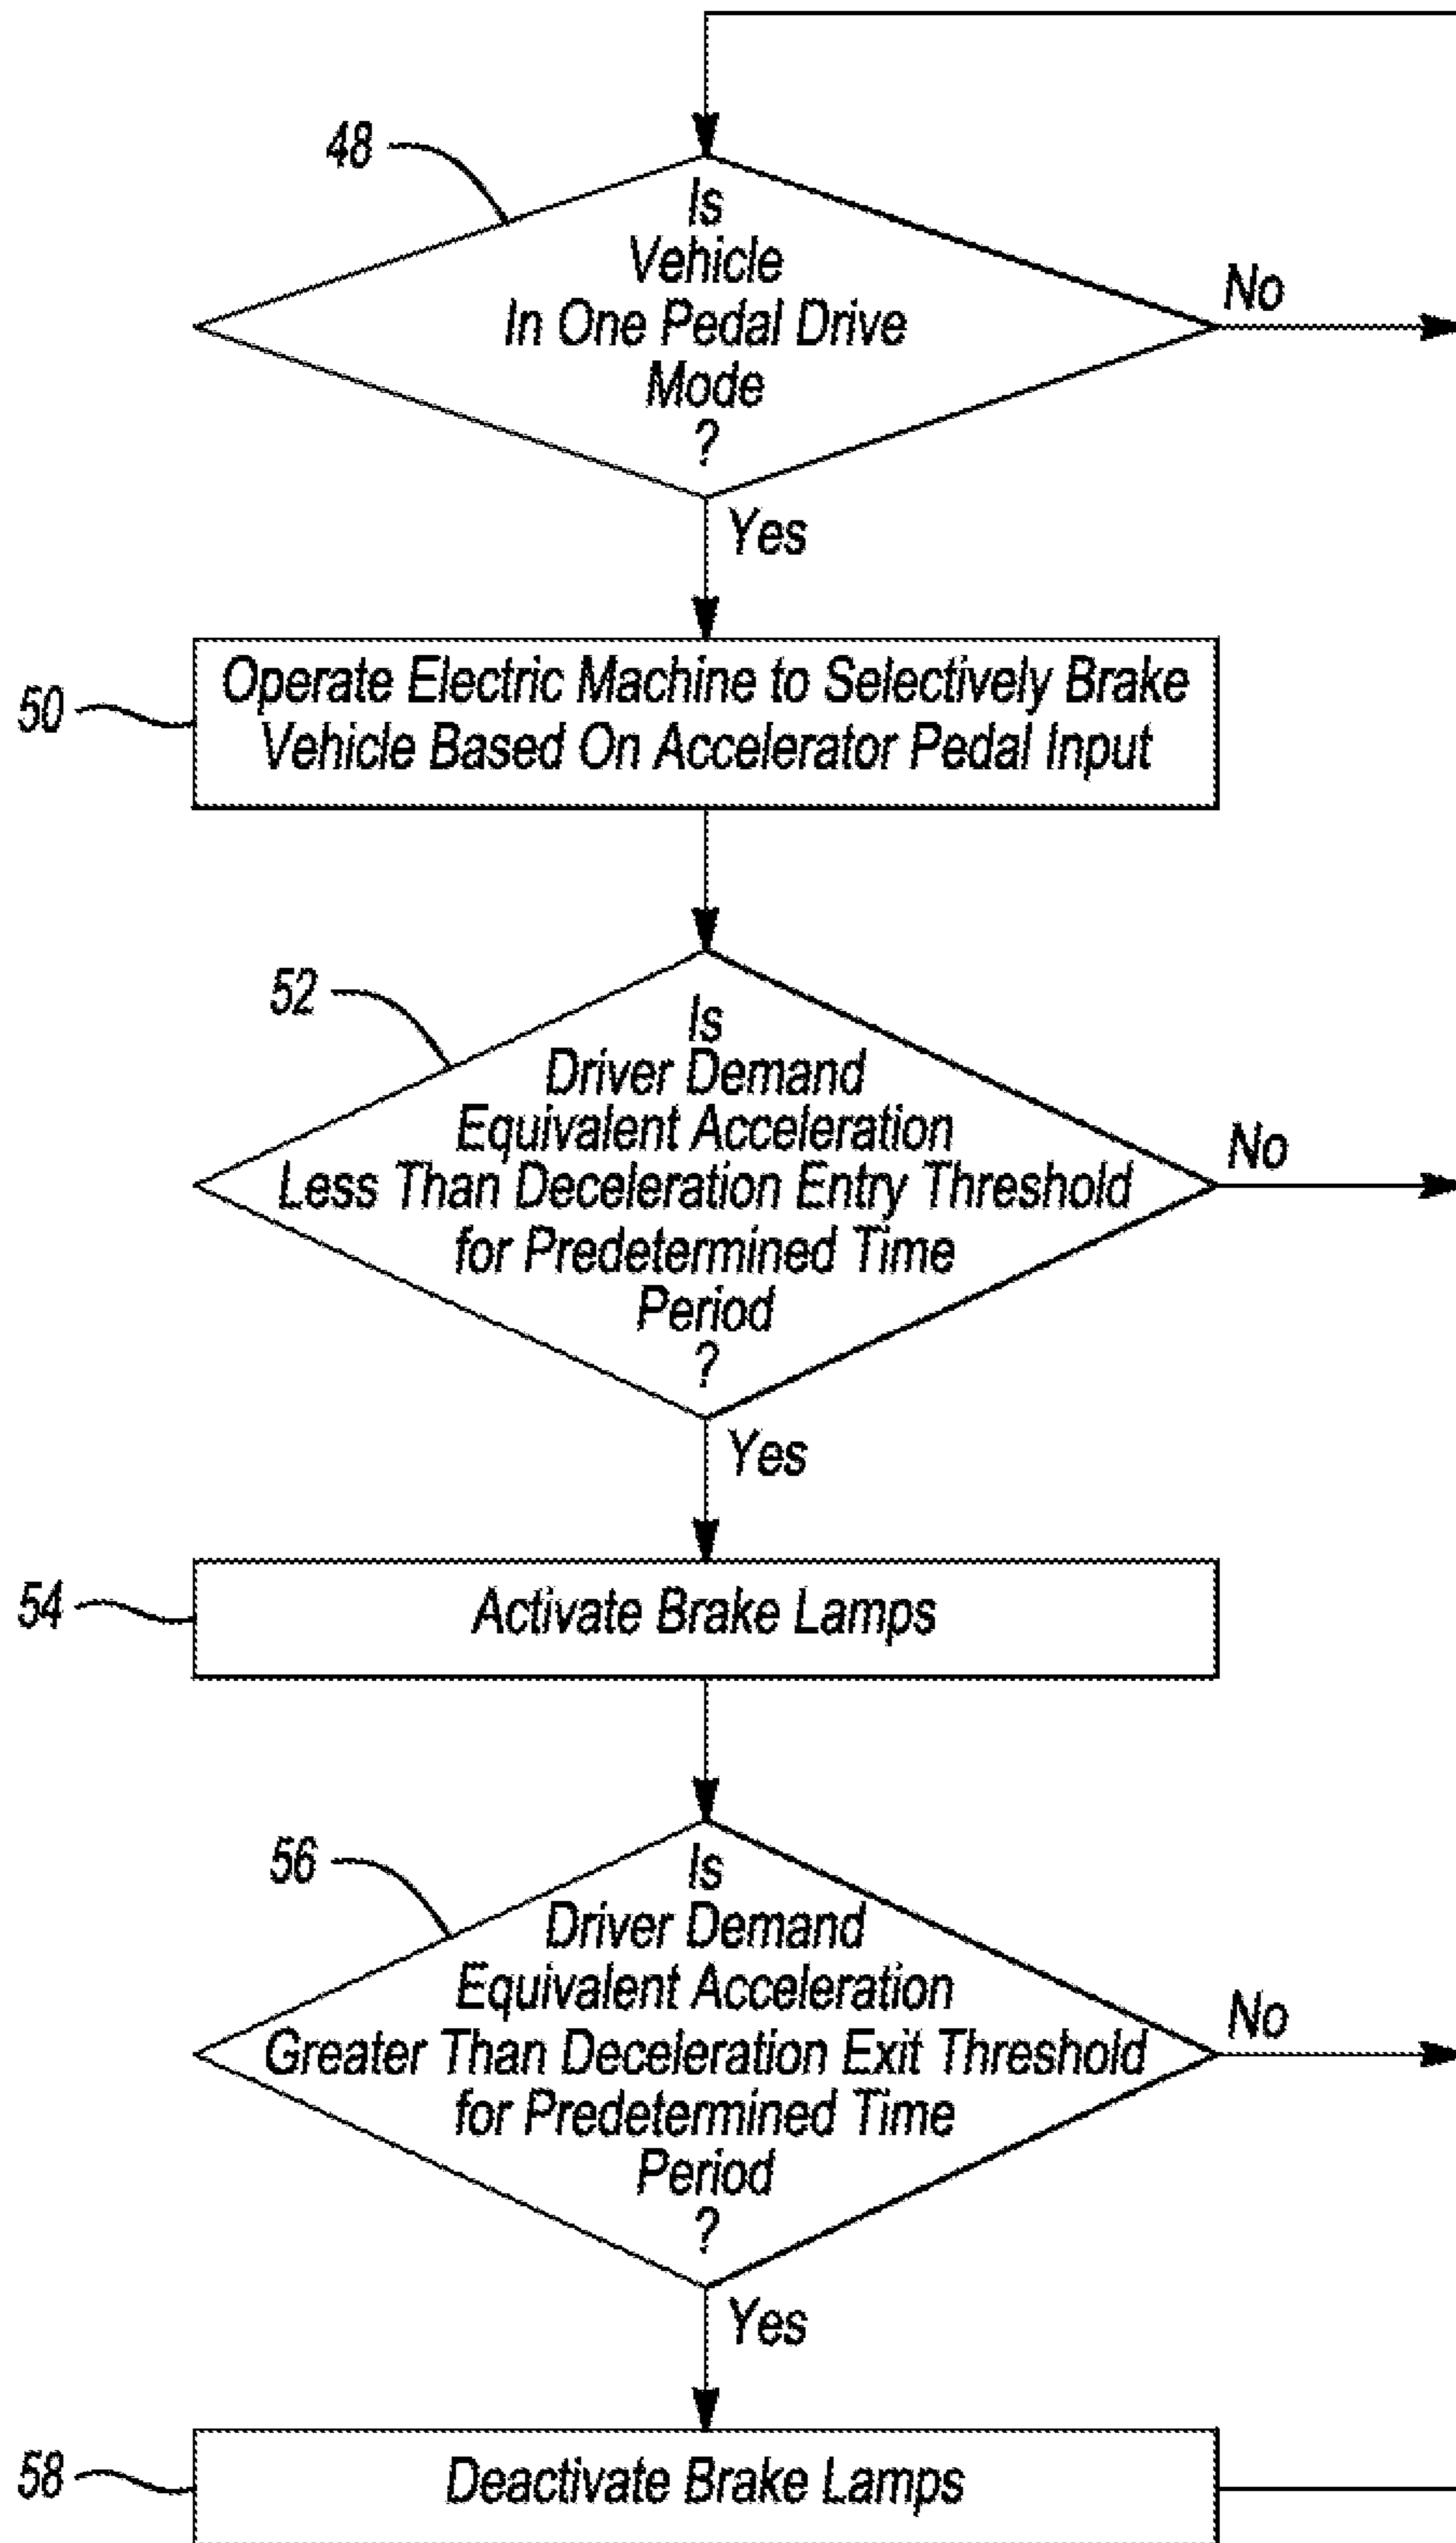 48
Is
Vehicle
In One Pedal Drive
Mode
?
No
Yes
50
Operate Electric Machine to Selectively Brake
Vehicle Based On Accelerator Pedal Input
52
Is
Driver Demand
Equivalent Acceleration
Less Than Deceleration Entry Threshold
for Predetermined Time
Period
?
No
Yes
54
Activate Brake Lamps
56
Is
Driver Demand
Equivalent Acceleration
Greater Than Deceleration Exit Threshold
for Predetermined Time
Period
?
No
Yes
58
Deactivate Brake Lamps